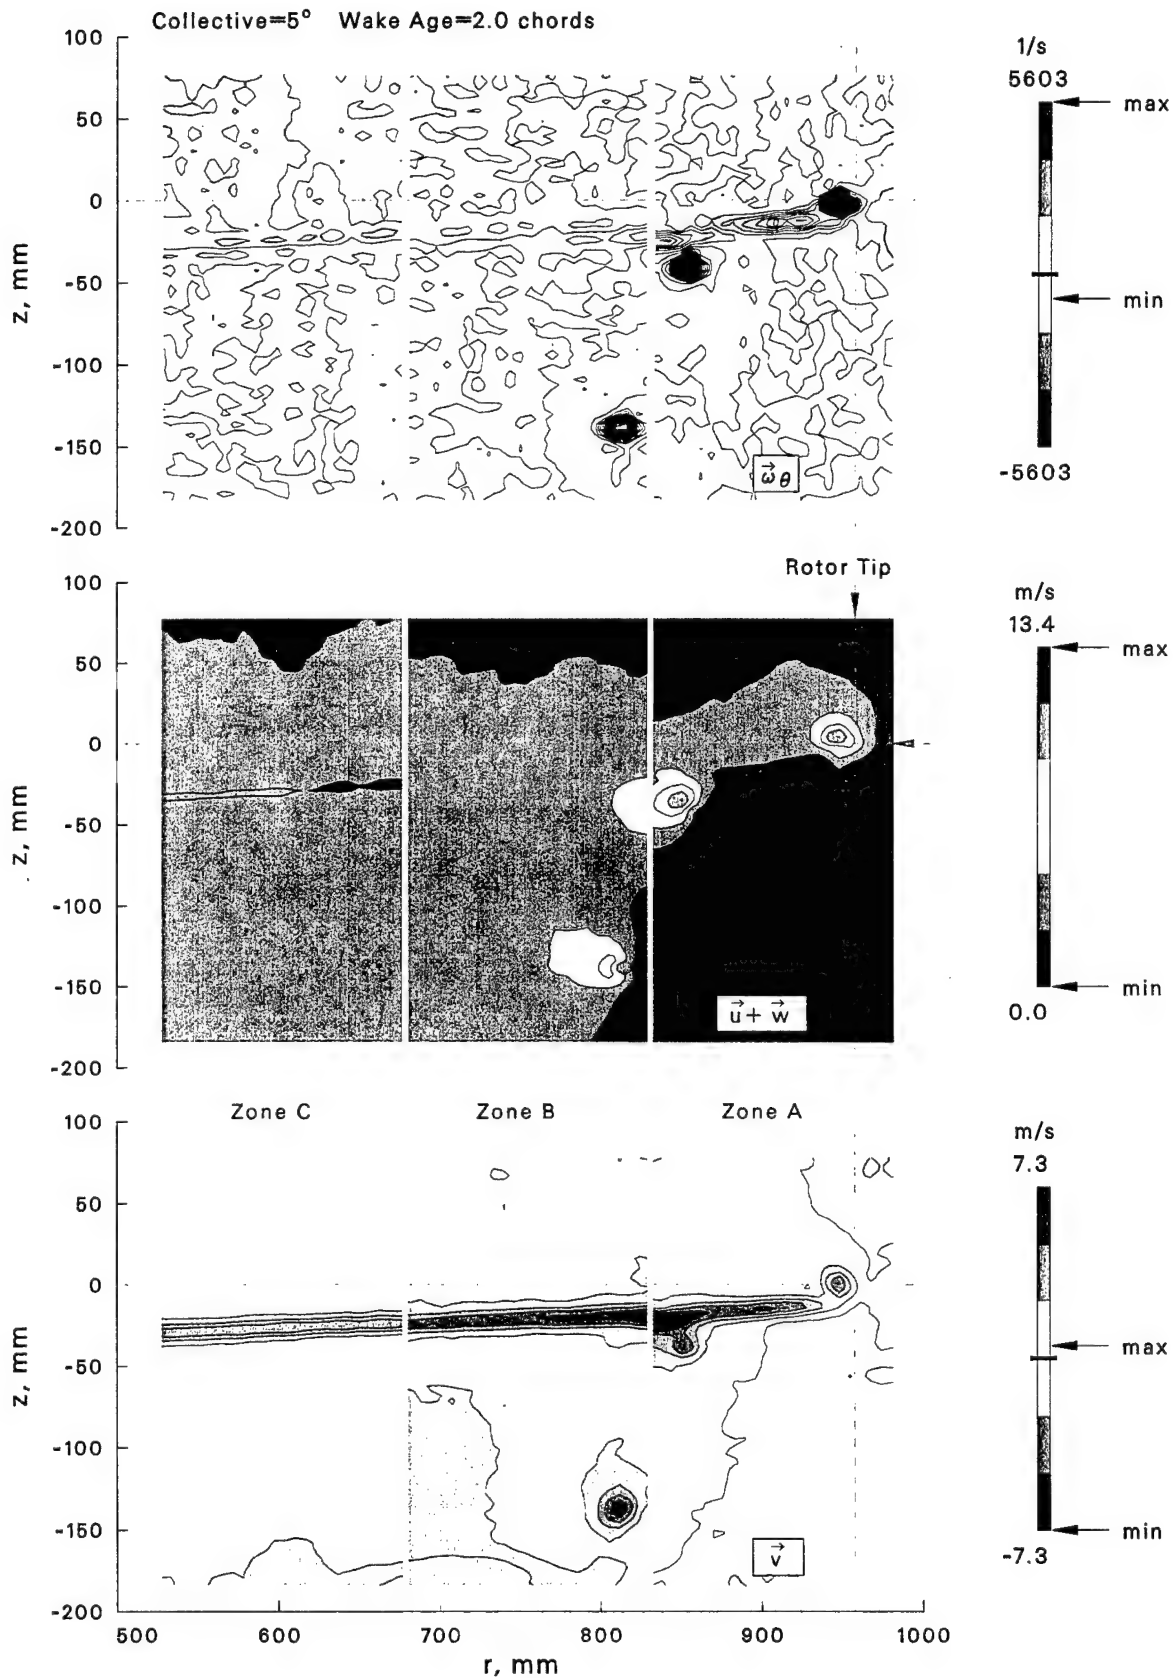 Collective=5° Wake Age=2.0 chords
100
50
0
-50
-100
-150
-200
z, mm
ω⃗θ
1/s
5603
max
min
-5603
Rotor Tip
100
50
0
-50
-100
-150
-200
z, mm
u⃗ + w⃗
m/s
13.4
max
min
0.0
Zone C Zone B Zone A
100
50
0
-50
-100
-150
-200
z, mm
v⃗
m/s
7.3
max
min
-7.3
500 600 700 800 900 1000
r, mm